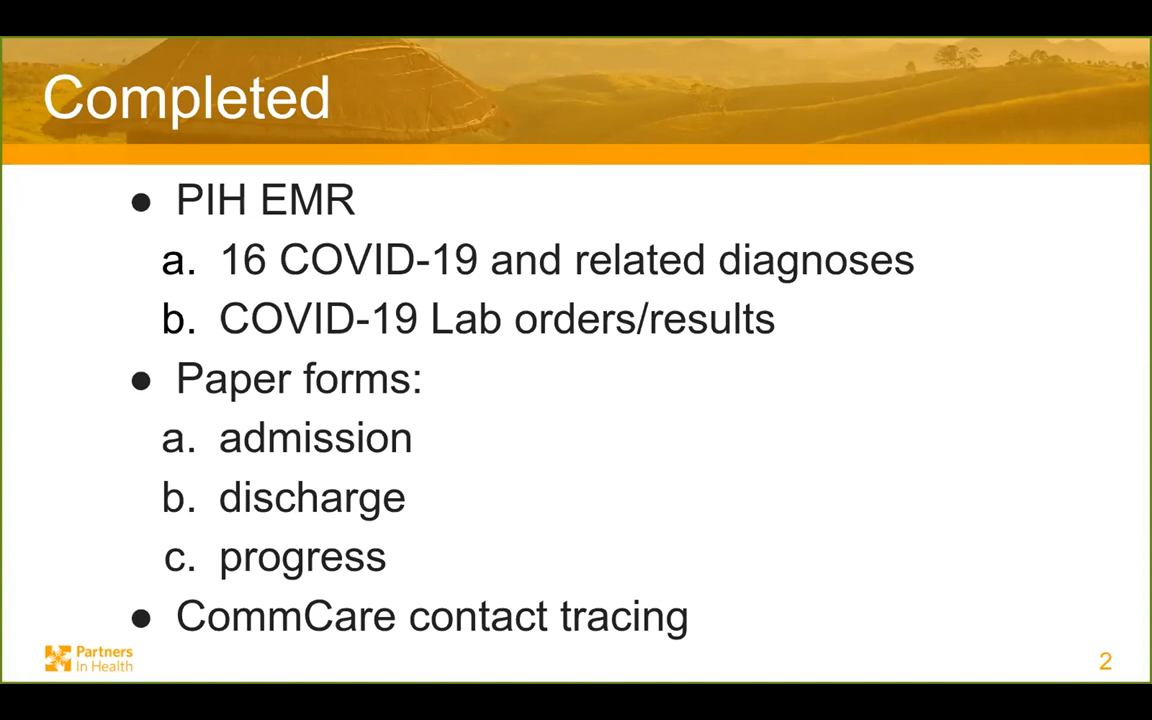 Completed
● PIH EMR
a. 16 COVID-19 and related diagnoses
b. COVID-19 Lab orders/results
● Paper forms:
a. admission
b. discharge
c. progress
● CommCare contact tracing
Partners
In Health
2